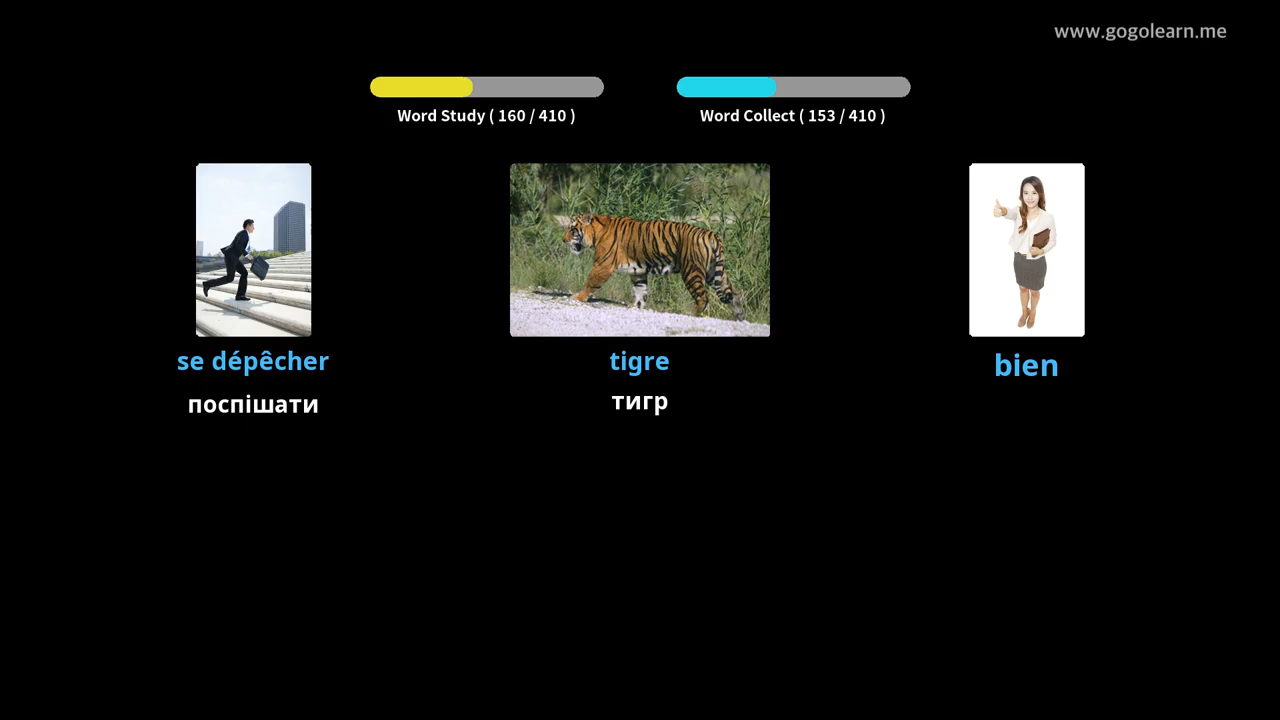 www.gogolearn.me
Word Study ( 160 / 410 )
Word Collect ( 153 / 410 )
se dépêcher
поспішати
tigre
тигр
bien